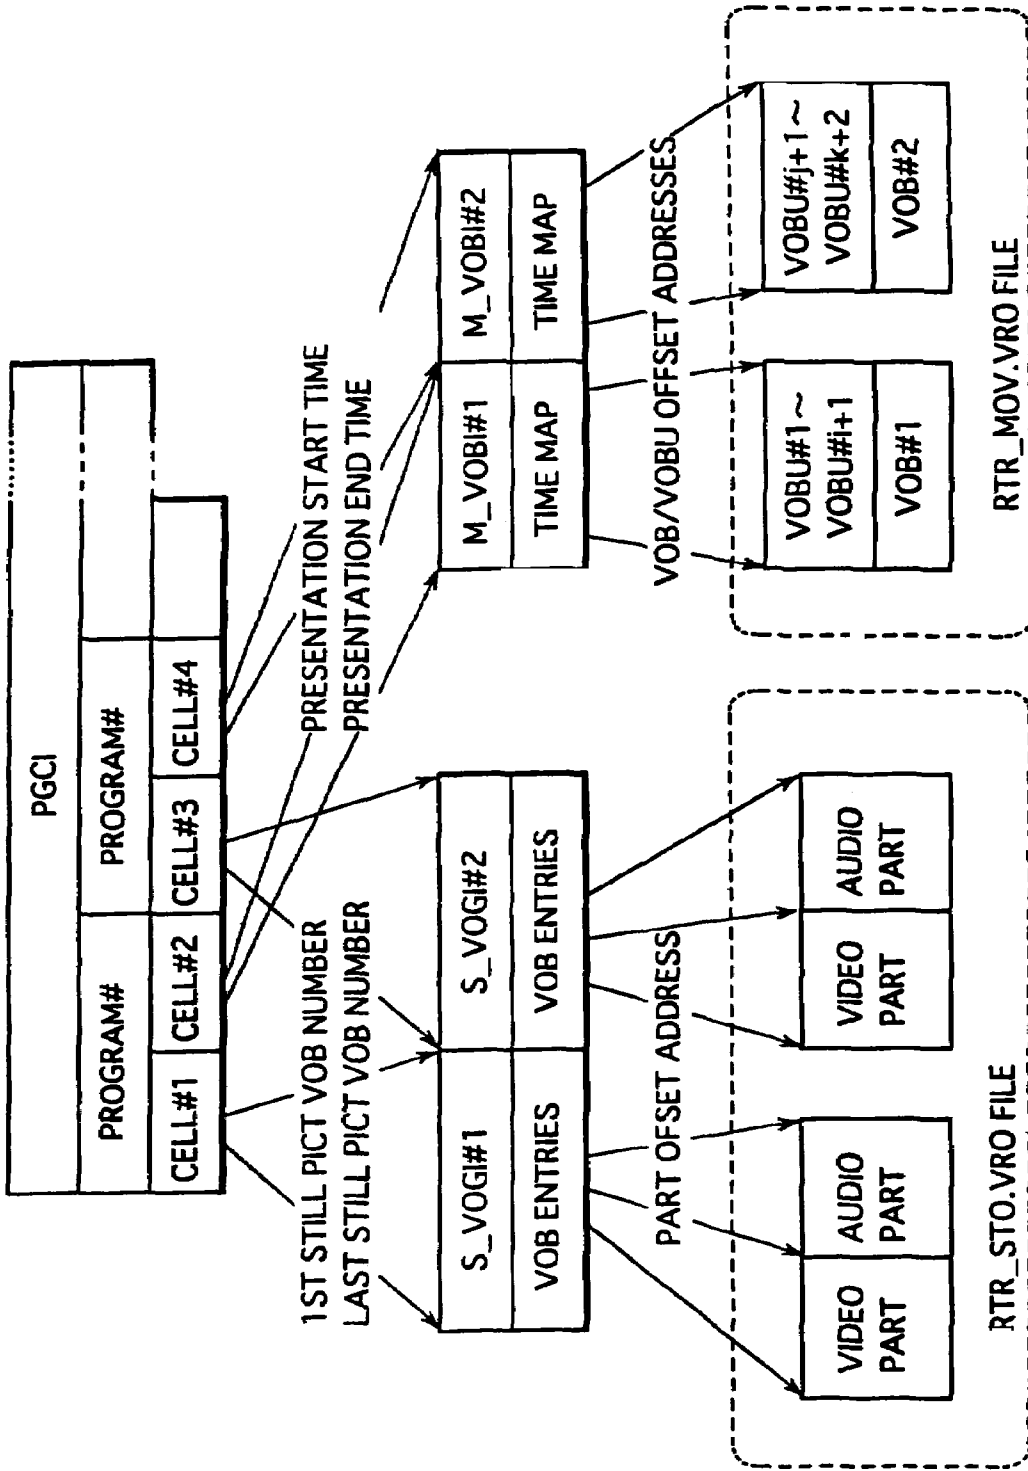 PGCI
PROGRAM#
PROGRAM#
CELL#1
CELL#2
CELL#3
CELL#4
1ST STILL PICT VOB NUMBER
LAST STILL PICT VOB NUMBER
PRESENTATION START TIME
PRESENTATION END TIME
S_VOGI#1
S_VOGI#2
VOB ENTRIES
VOB ENTRIES
M_VOBI#1
M_VOBI#2
TIME MAP
TIME MAP
PART OFSET ADDRESS
VOB/VOBU OFFSET ADDRESSES
VIDEO
PART
AUDIO
PART
VIDEO
PART
AUDIO
PART
VOBU#1~
VOBU#i+1
VOB#1
VOBU#j+1~
VOBU#k+2
VOB#2
RTR_STO.VRO FILE
RTR_MOV.VRO FILE